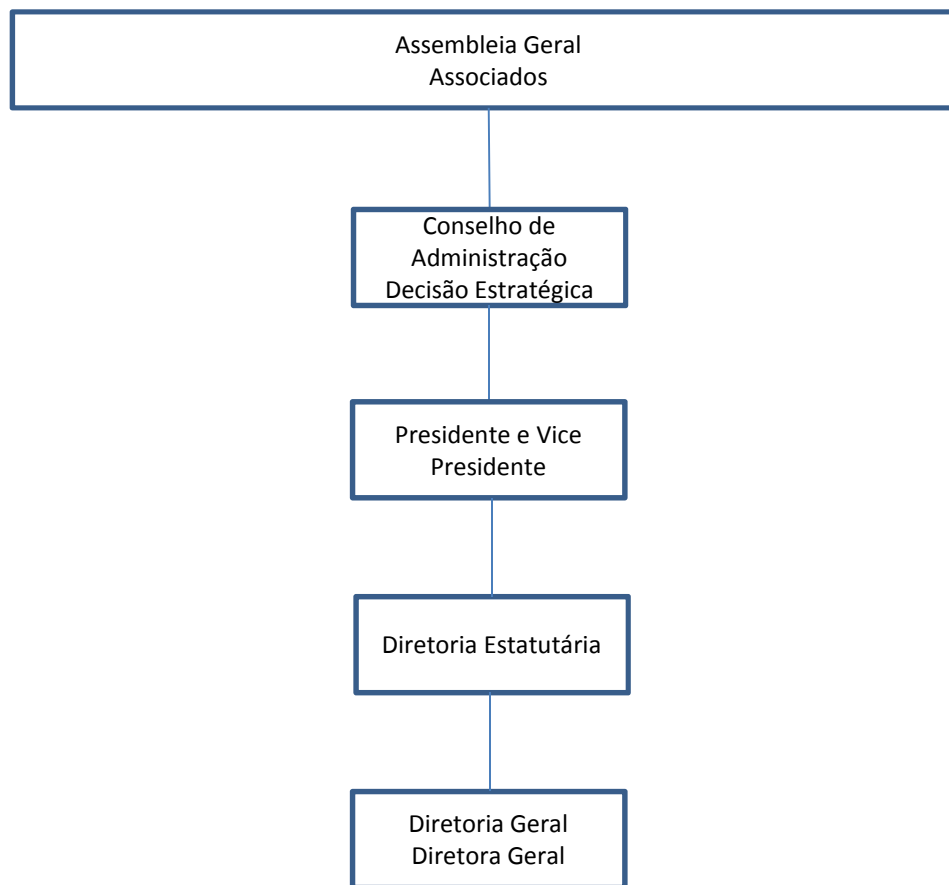 Assembleia Geral
Associados
Conselho de
Administração
Decisão Estratégica
Presidente e Vice
Presidente
Diretoria Estatutária
Diretoria Geral
Diretora Geral